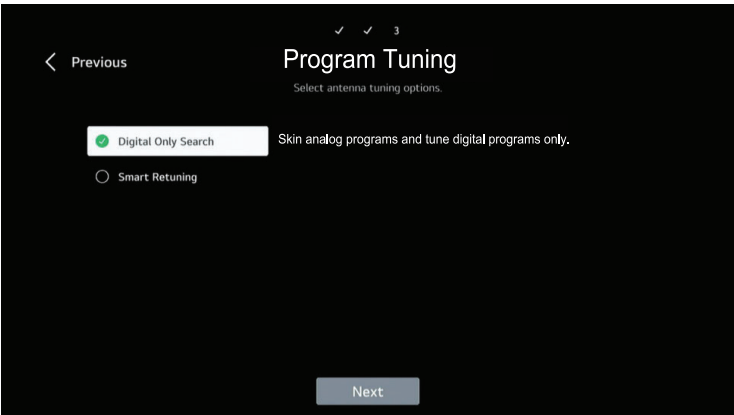 3
Previous
Program Tuning
Select antenna tuning options.
Digital Only Search
Skin analog programs and tune digital programs only.
Smart Retuning
Next